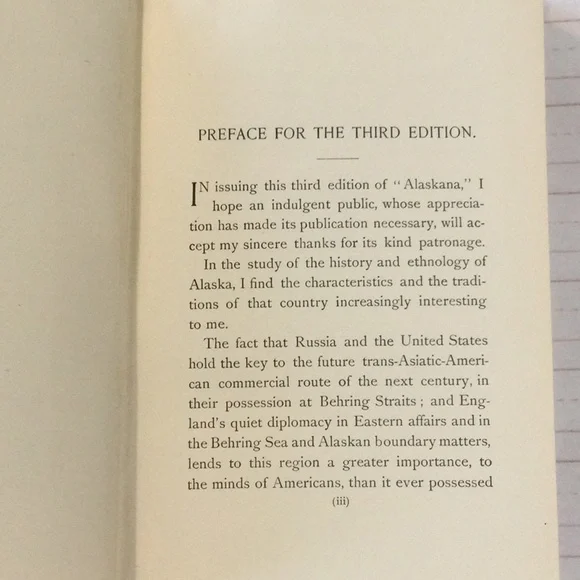 PREFACE FOR THE THIRD EDITION.
IN issuing this third edition of “Alaskana,” I
hope an indulgent public, whose apprecia-
tion has made its publication necessary, will ac-
cept my sincere thanks for its kind patronage.
In the study of the history and ethnology of
Alaska, I find the characteristics and the tradi-
tions of that country increasingly interesting
to me.
The fact that Russia and the United States
hold the key to the future trans-Asiatic-Ameri-
can commercial route of the next century, in
their possession at Behring Straits; and Eng-
land's quiet diplomacy in Eastern affairs and in
the Behring Sea and Alaskan boundary matters,
lends to this region a greater importance, to
the minds of Americans, than it ever possessed
(iii)